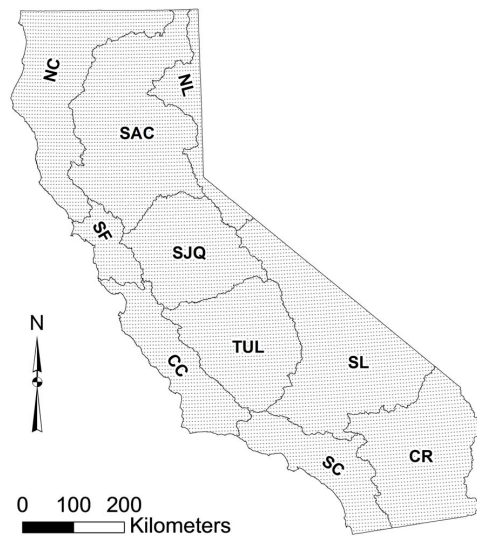 NC
NL
SAC
SF
SJQ
N
CC
TUL
SL
SC
CR
0 100 200
Kilometers